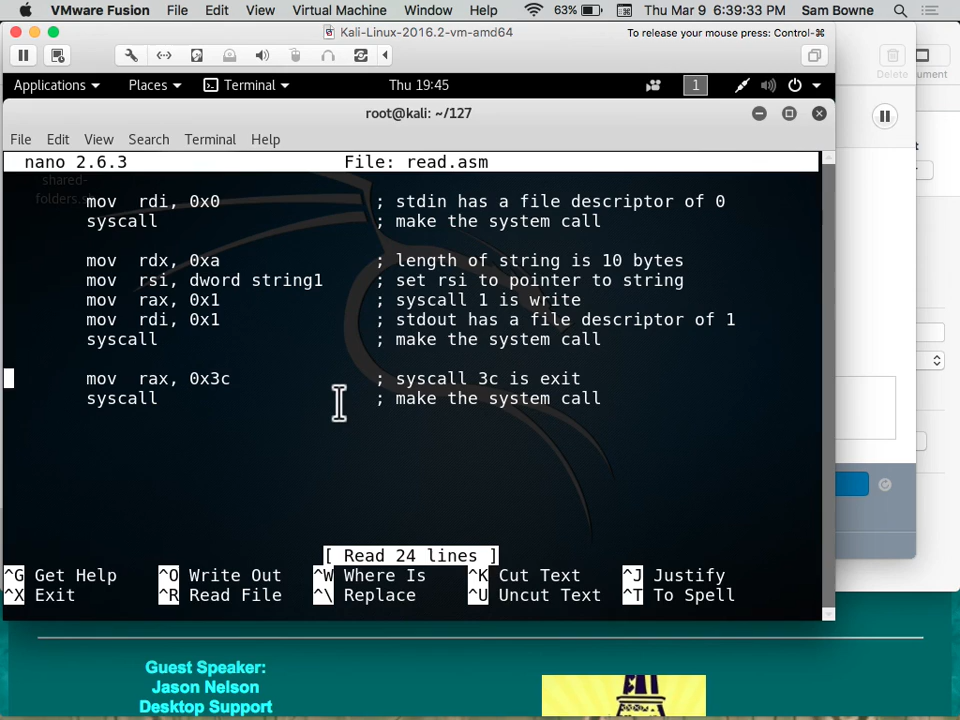 VMware Fusion File Edit View Virtual Machine Window Help 63% Thu Mar 9 6:39:33 PM Sam Bowne
Kali-Linux-2016.2-vm-amd64 To release your mouse press: Control-⌘
Delete
Applications Places Terminal Thu 19:45 1
root@kali: ~/127
File Edit View Search Terminal Help
nano 2.6.3 File: read.asm
shared-
mov rdi, 0x0 ; stdin has a file descriptor of 0
syscall ; make the system call
mov rdx, 0xa ; length of string is 10 bytes
mov rsi, dword string1 ; set rsi to pointer to string
mov rax, 0x1 ; syscall 1 is write
mov rdi, 0x1 ; stdout has a file descriptor of 1
syscall ; make the system call
mov rax, 0x3c ; syscall 3c is exit
syscall ; make the system call
[ Read 24 lines ]
^G Get Help ^O Write Out ^W Where Is ^K Cut Text ^J Justify
^X Exit ^R Read File ^\ Replace ^U Uncut Text ^T To Spell
Guest Speaker:
Jason Nelson
Desktop Support